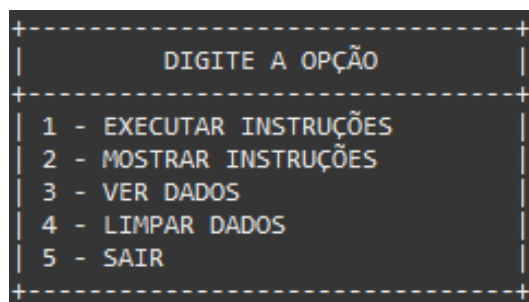 +--------------------------------+
| DIGITE A OPÇÃO |
+--------------------------------+
| 1 - EXECUTAR INSTRUÇÕES |
| 2 - MOSTRAR INSTRUÇÕES |
| 3 - VER DADOS |
| 4 - LIMPAR DADOS |
| 5 - SAIR |
+--------------------------------+